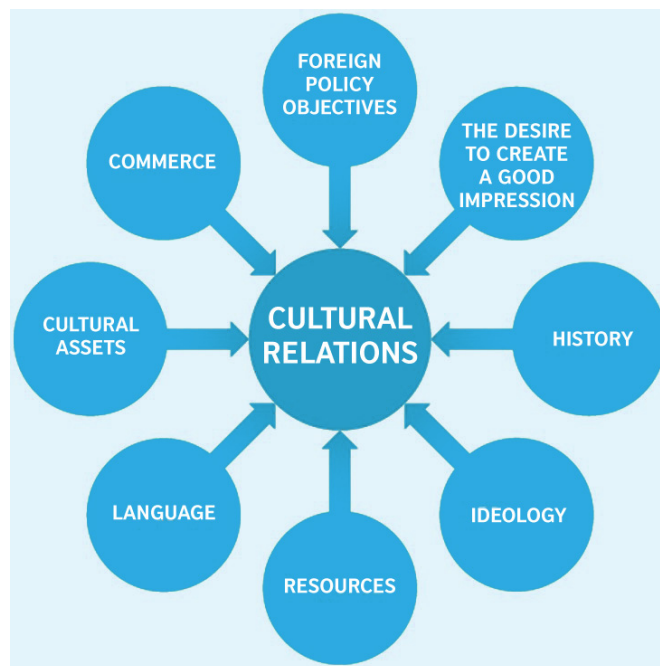 FOREIGN
POLICY
OBJECTIVES
THE DESIRE
TO CREATE
A GOOD
IMPRESSION
HISTORY
IDEOLOGY
RESOURCES
LANGUAGE
CULTURAL
ASSETS
COMMERCE
CULTURAL
RELATIONS